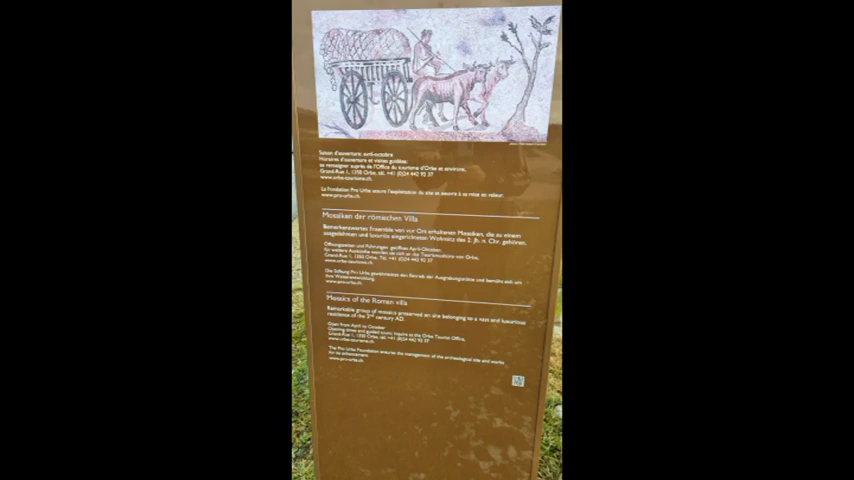 Saison d'ouverture: avril-octobre
Horaires d'ouverture et visites guidées:
se renseigner auprès de l'Office du tourisme d'Orbe et environs,
Grand-Rue 1, 1350 Orbe, tél. +41 (0)24 442 92 37
www.orbe-tourisme.ch.
La Fondation Pro Urba assure l'exploitation du site et oeuvre à sa mise en valeur.
www.pro-urba.ch.
Mosaiken der römischen Villa
Bemerkenswertes Ensemble von vor Ort erhaltenen Mosaiken, die zu einem
ausgedehnten und luxuriös eingerichteten Wohnsitz des 2. Jh. n. Chr. gehören.
Öffnungszeiten und Führungen: geöffnet April-Oktober.
für weitere Auskünfte wenden sie sich an das Tourismusbüro von Orbe,
Grand-Rue 1, 1350 Orbe, Tel. +41 (0)24 442 92 37
www.orbe-tourisme.ch.
Die Stiftung Pro Urba gewährleistet den Betrieb der Ausgrabungsstätte und bemüht sich um
ihre Weiterentwicklung.
www.pro-urba.ch
Mosaics of the Roman villa
Remarkable group of mosaics preserved on site belonging to a vast and luxurious
residence of the 2nd century AD.
Open from April to October
Opening times and guided tours: inquire at the Orbe Tourist Office,
Grand-Rue 1, 1350 Orbe, tél. +41 (0)24 442 92 37
www.orbe-tourisme.ch.
The Pro Urba Foundation ensures the management of the archaeological site and works
for its enhancement.
www.pro-urba.ch